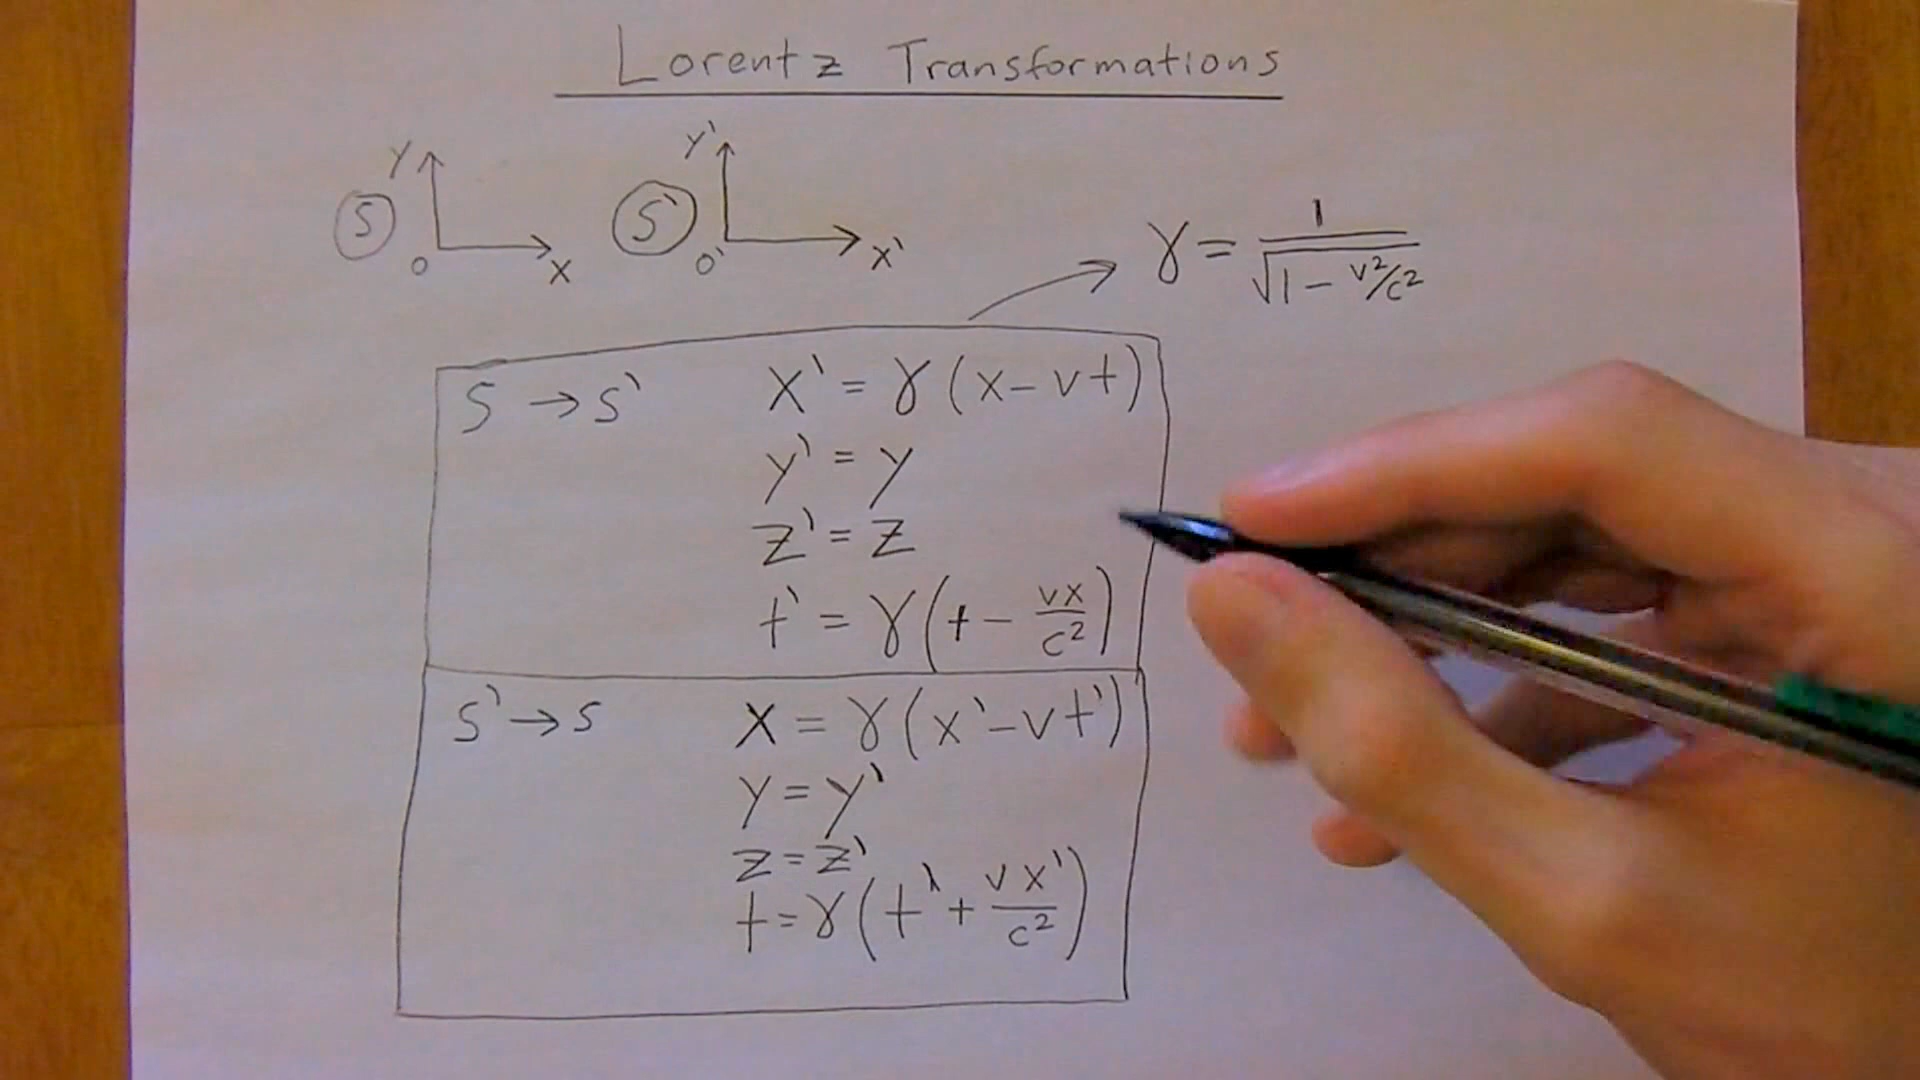 Lorentz Transformations
Y S O X
Y' S' O' X'
γ = 1/√(1 - v²/c²)
S → S' x' = γ(x - vt)
y' = y
z' = z
t' = γ(t - vx/c²)
S' → S x = γ(x' - vt')
y = y'
z = z'
t = γ(t' + vx'/c²)